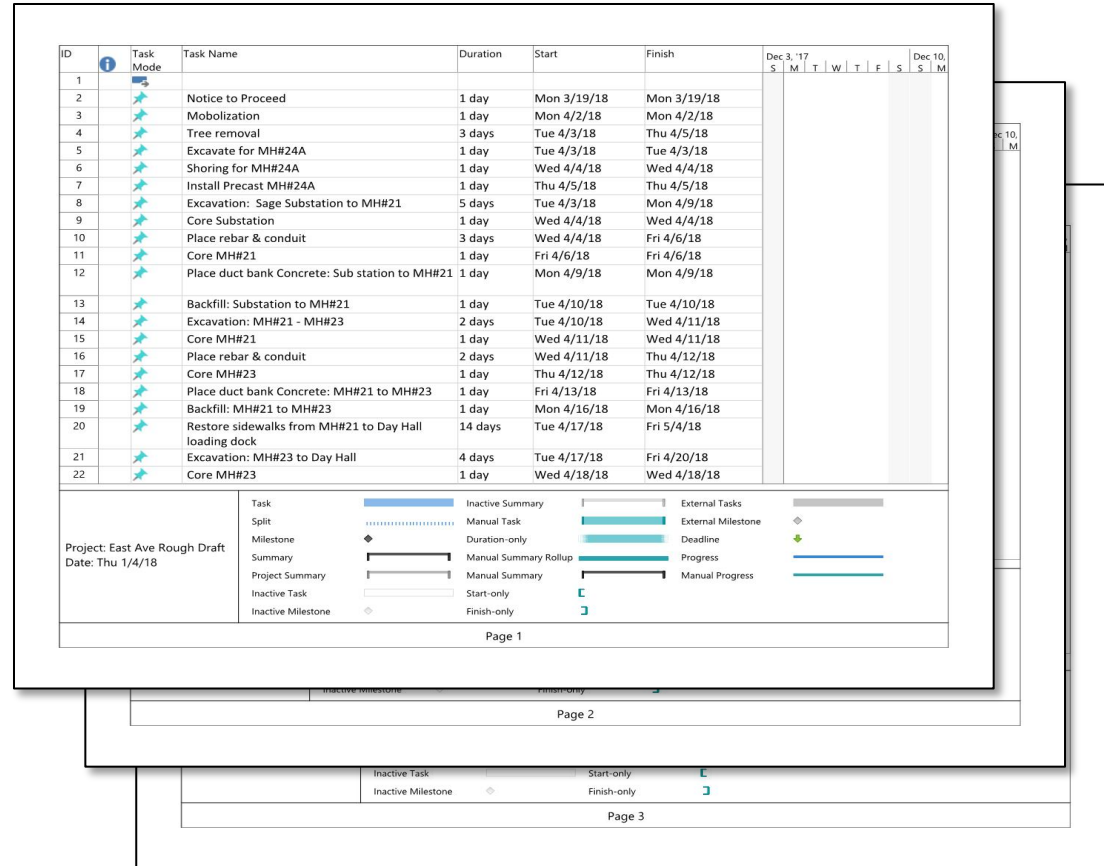 ID Task Mode Task Name Duration Start Finish Dec 3, '17 Dec 10,
S M T W T F S S M
1
2 Notice to Proceed 1 day Mon 3/19/18 Mon 3/19/18
3 Mobolization 1 day Mon 4/2/18 Mon 4/2/18
4 Tree removal 3 days Tue 4/3/18 Thu 4/5/18
5 Excavate for MH#24A 1 day Tue 4/3/18 Tue 4/3/18
6 Shoring for MH#24A 1 day Wed 4/4/18 Wed 4/4/18
7 Install Precast MH#24A 1 day Thu 4/5/18 Thu 4/5/18
8 Excavation: Sage Substation to MH#21 5 days Tue 4/3/18 Mon 4/9/18
9 Core Substation 1 day Wed 4/4/18 Wed 4/4/18
10 Place rebar & conduit 3 days Wed 4/4/18 Fri 4/6/18
11 Core MH#21 1 day Fri 4/6/18 Fri 4/6/18
12 Place duct bank Concrete: Sub station to MH#21 1 day Mon 4/9/18 Mon 4/9/18
13 Backfill: Substation to MH#21 1 day Tue 4/10/18 Tue 4/10/18
14 Excavation: MH#21 - MH#23 2 days Tue 4/10/18 Wed 4/11/18
15 Core MH#21 1 day Wed 4/11/18 Wed 4/11/18
16 Place rebar & conduit 2 days Wed 4/11/18 Thu 4/12/18
17 Core MH#23 1 day Thu 4/12/18 Thu 4/12/18
18 Place duct bank Concrete: MH#21 to MH#23 1 day Fri 4/13/18 Fri 4/13/18
19 Backfill: MH#21 to MH#23 1 day Mon 4/16/18 Mon 4/16/18
20 Restore sidewalks from MH#21 to Day Hall 14 days Tue 4/17/18 Fri 5/4/18
loading dock
21 Excavation: MH#23 to Day Hall 4 days Tue 4/17/18 Fri 4/20/18
22 Core MH#23 1 day Wed 4/18/18 Wed 4/18/18
Project: East Ave Rough Draft
Date: Thu 1/4/18
Task Inactive Summary External Tasks
Split Manual Task External Milestone
Milestone Duration-only Deadline
Summary Manual Summary Rollup Progress
Project Summary Manual Summary Manual Progress
Inactive Task Start-only
Inactive Milestone Finish-only
Page 1
10,
M
Inactive Milestone Finish-only
Page 2
Inactive Task Start-only
Inactive Milestone Finish-only
Page 3